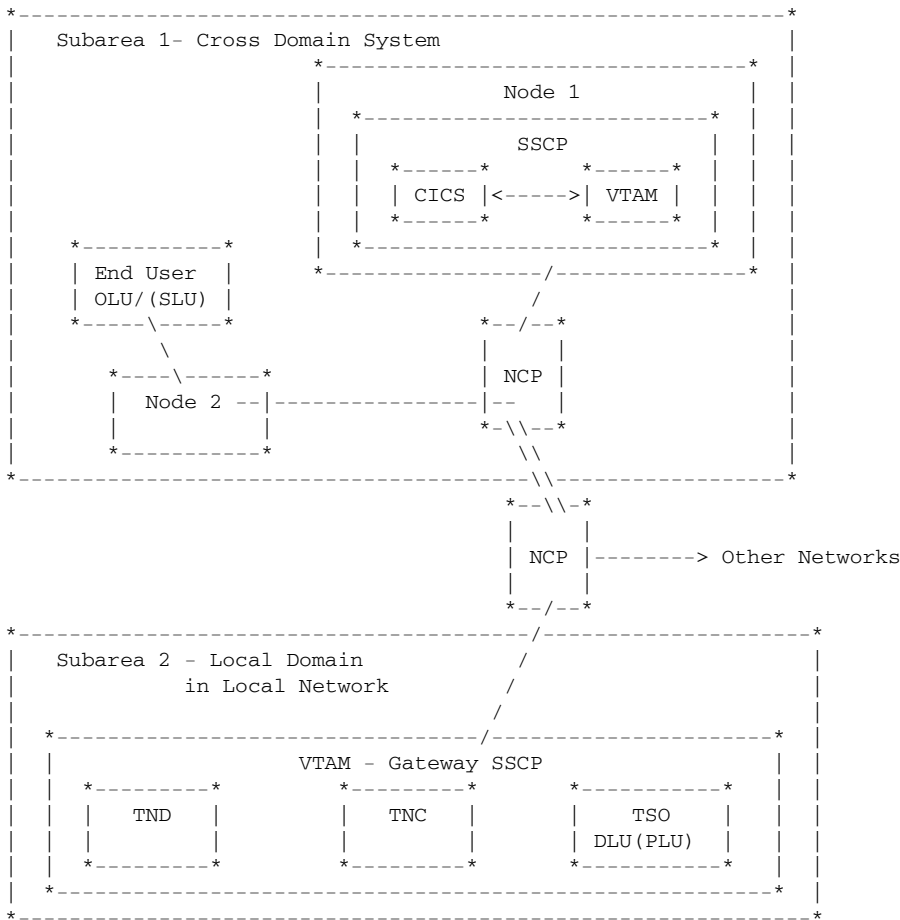 Subarea 1- Cross Domain System
Node 1
SSCP
CICS <-----> VTAM
End User
OLU/(SLU)
NCP
Node 2
NCP --------> Other Networks
Subarea 2 - Local Domain
in Local Network
VTAM - Gateway SSCP
TND TNC TSO
DLU(PLU)